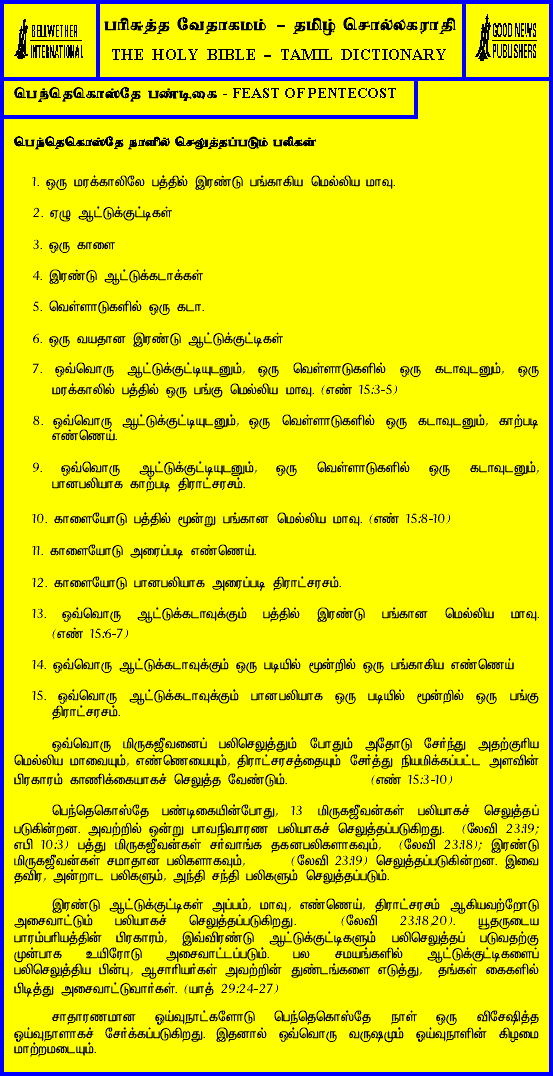 BELLWETHER
INTERNATIONAL
பரிசுத்த வேதாகமம் – தமிழ் சொல்லகராதி
THE HOLY BIBLE – TAMIL DICTIONARY
GOOD NEWS
PUBLISHERS
பெந்தெகொஸ்தே பண்டிகை - FEAST OF PENTECOST
பெந்தெகொஸ்தே நாளில் செலுத்தப்படும் பலிகள்
1. ஒரு மரக்காலிலே பத்தில் இரண்டு பங்காகிய மெல்லிய மாவு.
2. ஏழு ஆட்டுக்குட்டிகள்
3. ஒரு காளை
4. இரண்டு ஆட்டுக்கடாக்கள்
5. வெள்ளாடுகளில் ஒரு கடா.
6. ஒரு வயதான இரண்டு ஆட்டுக்குட்டிகள்
7. ஒவ்வொரு ஆட்டுக்குட்டியுடனும், ஒரு வெள்ளாடுகளில் ஒரு கடாவுடனும், ஒரு
மரக்காலில் பத்தில் ஒரு பங்கு மெல்லிய மாவு. (எண் 15:3-5)
8. ஒவ்வொரு ஆட்டுக்குட்டியுடனும், ஒரு வெள்ளாடுகளில் ஒரு கடாவுடனும், காற்படி
எண்ணெய்.
9. ஒவ்வொரு ஆட்டுக்குட்டியுடனும், ஒரு வெள்ளாடுகளில் ஒரு கடாவுடனும்,
பானபலியாக காற்படி திராட்சரசம்.
10. காளையோடு பத்தில் மூன்று பங்கான மெல்லிய மாவு. (எண் 15:8-10)
11. காளையோடு அரைப்படி எண்ணெய்.
12. காளையோடு பானபலியாக அரைப்படி திராட்சரசம்.
13. ஒவ்வொரு ஆட்டுக்கடாவுக்கும் பத்தில் இரண்டு பங்கான மெல்லிய மாவு.
(எண் 15:6-7)
14. ஒவ்வொரு ஆட்டுக்கடாவுக்கும் ஒரு படியில் மூன்றில் ஒரு பங்காகிய எண்ணெய்
15. ஒவ்வொரு ஆட்டுக்கடாவுக்கும் பானபலியாக ஒரு படியில் மூன்றில் ஒரு பங்கு
திராட்சரசம்.
ஒவ்வொரு மிருகஜீவனைப் பலிசெலுத்தும் போதும் அதோடு சேர்ந்து அதற்குரிய
மெல்லிய மாவையும், எண்ணெயையும், திராட்சரசத்தையும் சேர்த்து நியமிக்கப்பட்ட அளவின்
பிரகாரம் காணிக்கையாகச் செலுத்த வேண்டும். (எண் 15:3-10)
பெந்தெகொஸ்தே பண்டிகையின்போது, 13 மிருகஜீவன்கள் பலியாகச் செலுத்தப்
படுகின்றன. அவற்றில் ஒன்று பாவநிவாரண பலியாகச் செலுத்தப்படுகிறது. (லேவி 23:19;
எபி 10:3) பத்து மிருகஜீவன்கள் சர்வாங்க தகனபலிகளாகவும், (லேவி 23:18); இரண்டு
மிருகஜீவன்கள் சமாதான பலிகளாகவும், (லேவி 23:19) செலுத்தப்படுகின்றன. இவை
தவிர, அன்றாட பலிகளும், அந்தி சந்தி பலிகளும் செலுத்தப்படும்.
இரண்டு ஆட்டுக்குட்டிகள் அப்பம், மாவு, எண்ணெய், திராட்சரசம் ஆகியவற்றோடு
அசைவாட்டும் பலியாகச் செலுத்தப்படுகிறது. (லேவி 23:18,20). யூதருடைய
பாரம்பரியத்தின் பிரகாரம், இவ்விரண்டு ஆட்டுக்குட்டிகளும் பலிசெலுத்தப் படுவதற்கு
முன்பாக உயிரோடு அசைவாட்டப்படும். பல சமயங்களில் ஆட்டுக்குட்டிகளைப்
பலிசெலுத்திய பின்பு, ஆசாரியர்கள் அவற்றின் துண்டங்களை எடுத்து, தங்கள் கைகளில்
பிடித்து அசைவாட்டுவார்கள். (யாத் 29:24-27)
சாதாரணமான ஓய்வுநாட்களோடு பெந்தெகொஸ்தே நாள் ஒரு விசேஷித்த
ஓய்வுநாளாகச் சேர்க்கப்படுகிறது. இதனால் ஒவ்வொரு வருஷமும் ஓய்வுநாளின் கிழமை
மாற்றமடையும்.